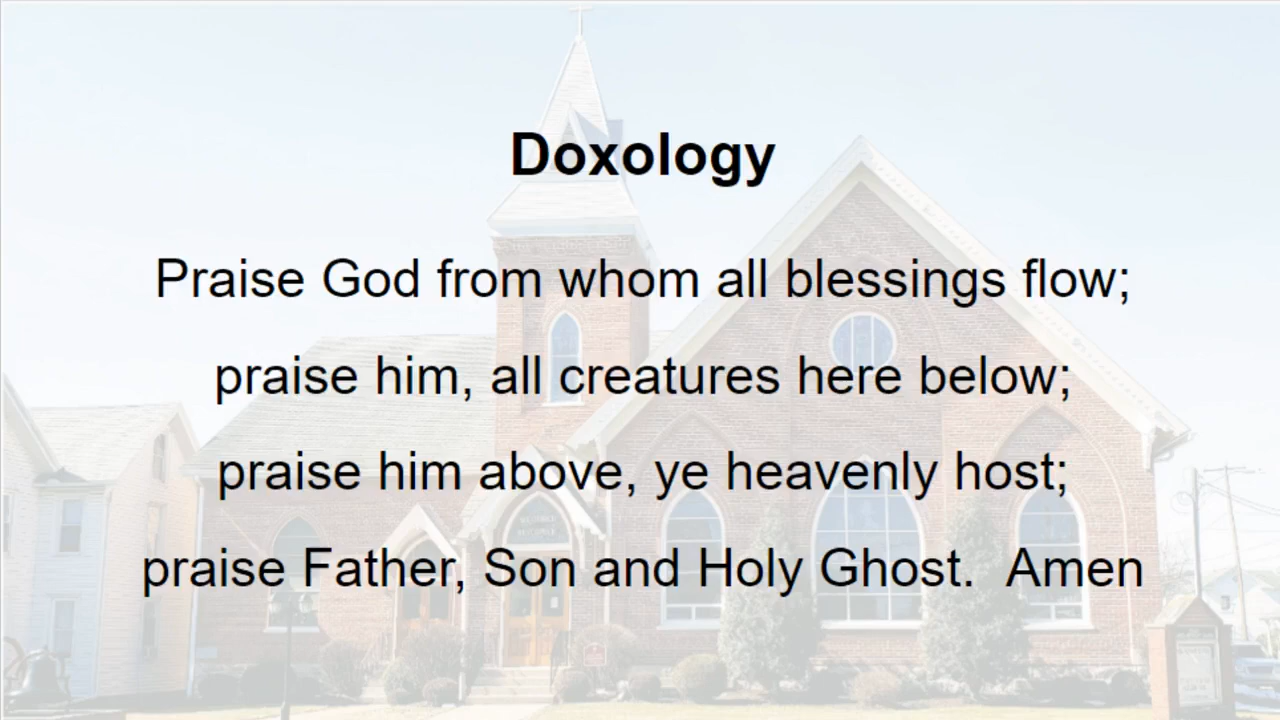 Doxology
Praise God from whom all blessings flow;
praise him, all creatures here below;
praise him above, ye heavenly host;
praise Father, Son and Holy Ghost.  Amen